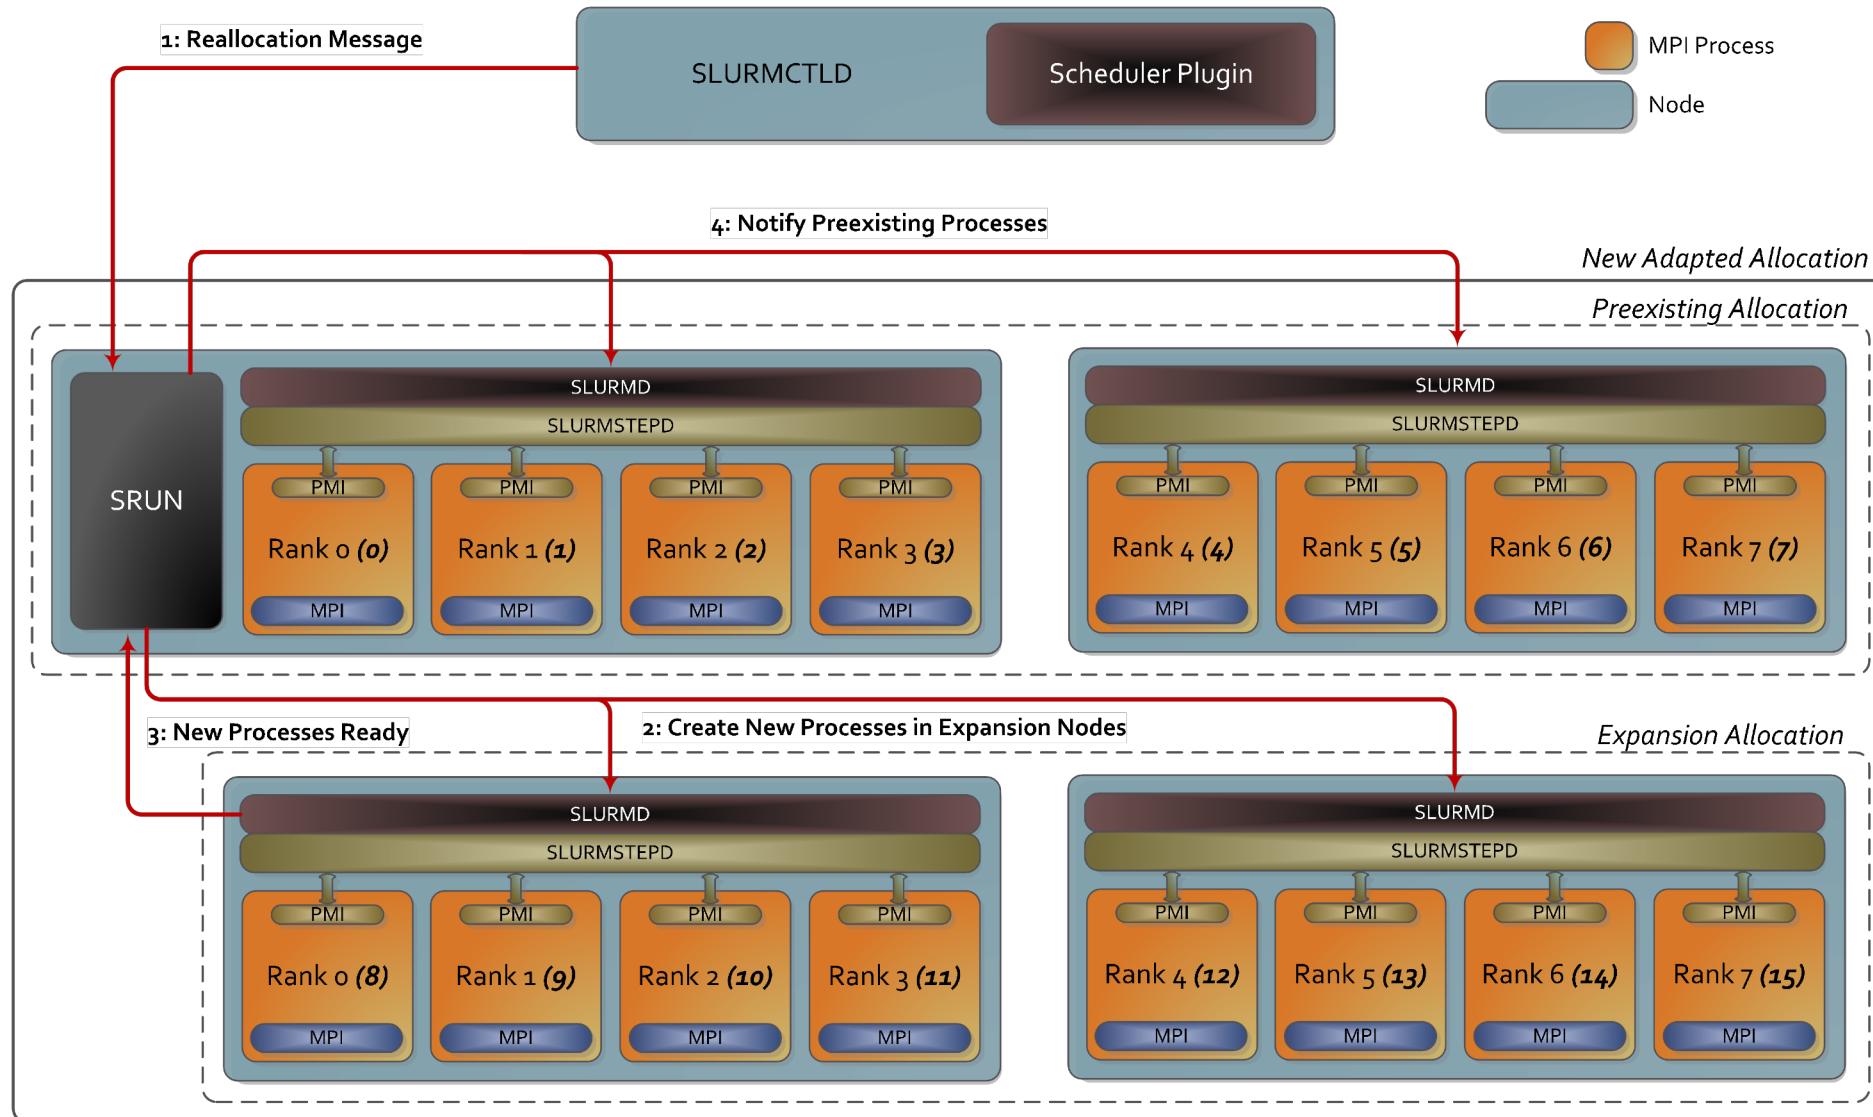 1: Reallocation Message
SLURMCTLD
Scheduler Plugin
MPI Process
Node
4: Notify Preexisting Processes
New Adapted Allocation
Preexisting Allocation
SRUN
SLURMD
SLURMSTEPD
PMI
PMI
PMI
PMI
Rank 0 (0)
Rank 1 (1)
Rank 2 (2)
Rank 3 (3)
MPI
MPI
MPI
MPI
SLURMD
SLURMSTEPD
PMI
PMI
PMI
PMI
Rank 4 (4)
Rank 5 (5)
Rank 6 (6)
Rank 7 (7)
MPI
MPI
MPI
MPI
3: New Processes Ready
2: Create New Processes in Expansion Nodes
Expansion Allocation
SLURMD
SLURMSTEPD
PMI
PMI
PMI
PMI
Rank 0 (8)
Rank 1 (9)
Rank 2 (10)
Rank 3 (11)
MPI
MPI
MPI
MPI
SLURMD
SLURMSTEPD
PMI
PMI
PMI
PMI
Rank 4 (12)
Rank 5 (13)
Rank 6 (14)
Rank 7 (15)
MPI
MPI
MPI
MPI